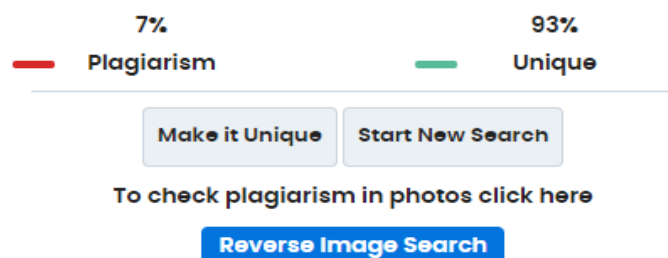 7% 93%
Plagiarism Unique
Make it Unique Start New Search
To check plagiarism in photos click here
Reverse Image Search